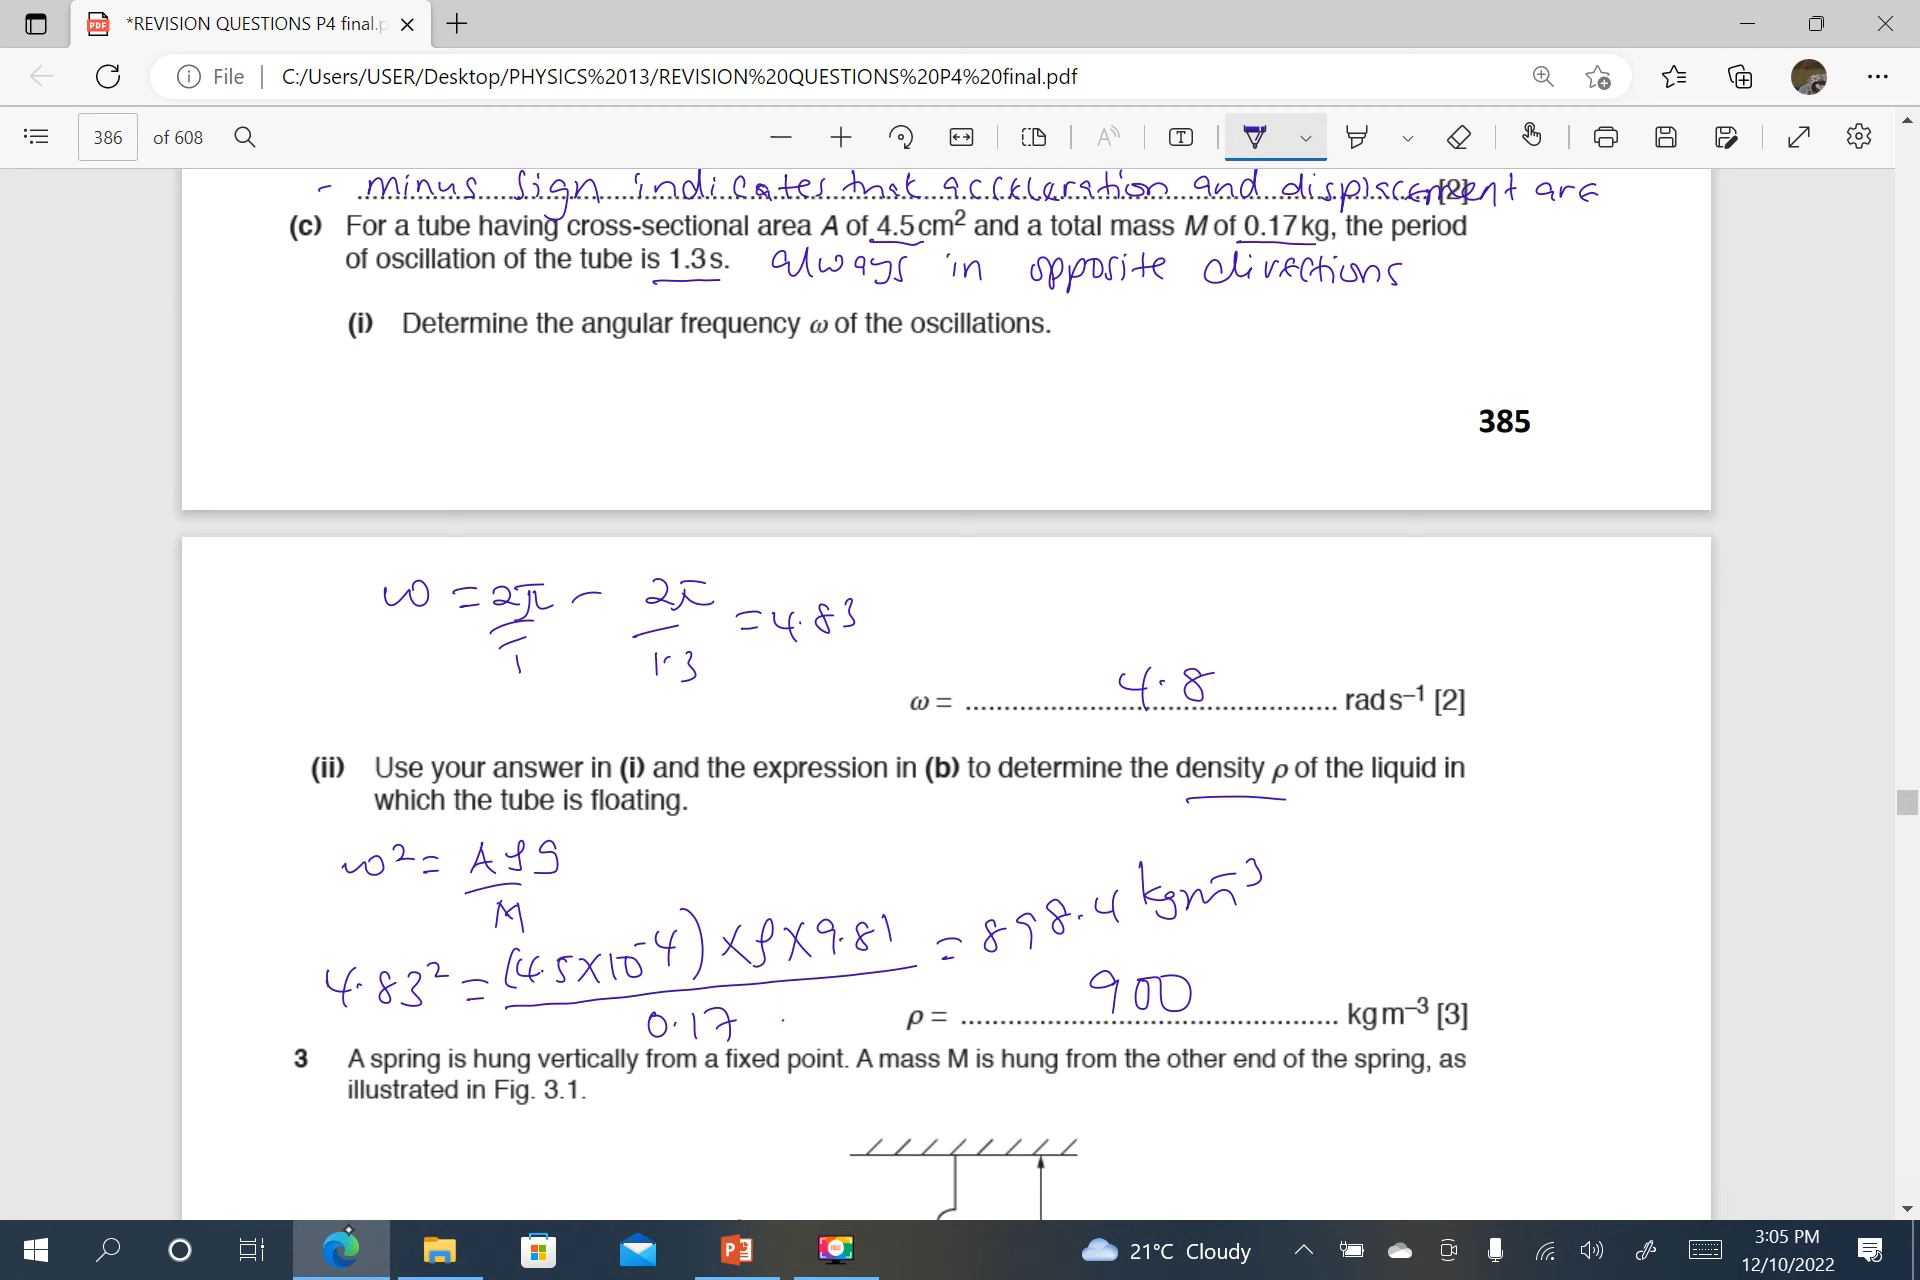 *REVISION QUESTIONS P4 final.p
File C:/Users/USER/Desktop/PHYSICS%2013/REVISION%20QUESTIONS%20P4%20final.pdf
386 of 608
- minus sign indicates that acceleration and displacement are [2]
(c) For a tube having cross-sectional area A of 4.5 cm² and a total mass M of 0.17 kg, the period
of oscillation of the tube is 1.3 s. always in opposite directions
(i) Determine the angular frequency ω of the oscillations.
385
ω = 2π/T = 2π/1.3 = 4.83
ω = 4.8 rad s⁻¹ [2]
(ii) Use your answer in (i) and the expression in (b) to determine the density ρ of the liquid in
which the tube is floating.
ω² = Aρg/M
4.83² = (4.5×10⁻⁴)×ρ×9.81/0.17 = 898.4 kgm⁻³
ρ = 900 kg m⁻³ [3]
3 A spring is hung vertically from a fixed point. A mass M is hung from the other end of the spring, as
illustrated in Fig. 3.1.
21°C Cloudy
3:05 PM
12/10/2022